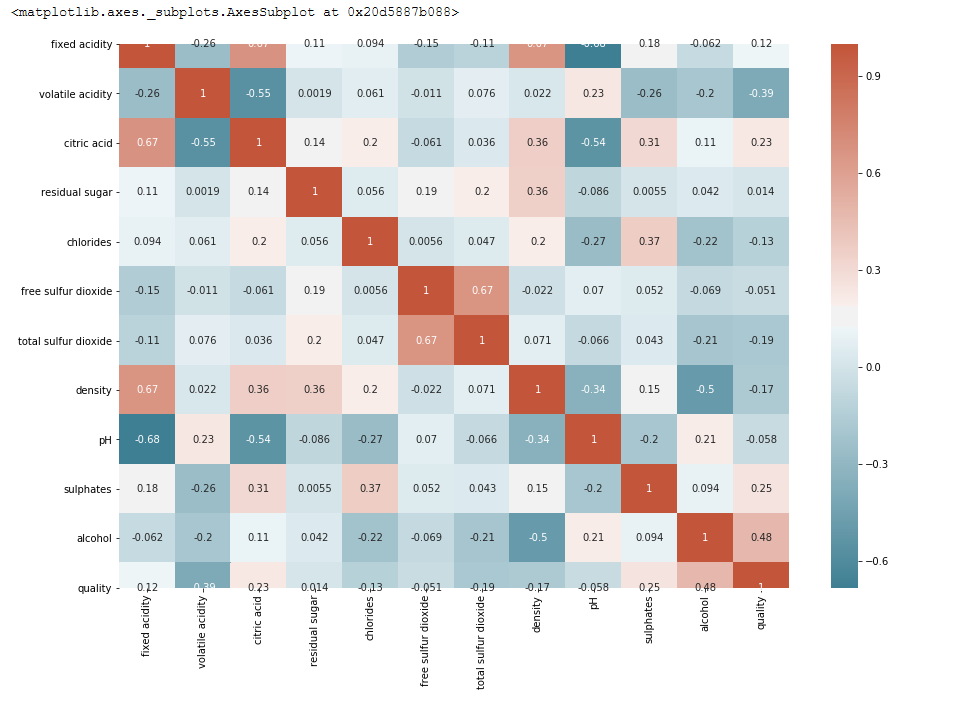 <matplotlib.axes._subplots.AxesSubplot at 0x20d5887b088>
fixed acidity 1 -0.26 0.67 0.11 0.094 -0.15 -0.11 0.67 -0.68 0.18 -0.062 0.12
volatile acidity -0.26 1 -0.55 0.0019 0.061 -0.011 0.076 0.022 0.23 -0.26 -0.2 -0.39
citric acid 0.67 -0.55 1 0.14 0.2 -0.061 0.036 0.36 -0.54 0.31 0.11 0.23
residual sugar 0.11 0.0019 0.14 1 0.056 0.19 0.2 0.36 -0.086 0.0055 0.042 0.014
chlorides 0.094 0.061 0.2 0.056 1 0.0056 0.047 0.2 -0.27 0.37 -0.22 -0.13
free sulfur dioxide -0.15 -0.011 -0.061 0.19 0.0056 1 0.67 -0.022 0.07 0.052 -0.069 -0.051
total sulfur dioxide -0.11 0.076 0.036 0.2 0.047 0.67 1 0.071 -0.066 0.043 -0.21 -0.19
density 0.67 0.022 0.36 0.36 0.2 -0.022 0.071 1 -0.34 0.15 -0.5 -0.17
pH -0.68 0.23 -0.54 -0.086 -0.27 0.07 -0.066 -0.34 1 -0.2 0.21 -0.058
sulphates 0.18 -0.26 0.31 0.0055 0.37 0.052 0.043 0.15 -0.2 1 0.094 0.25
alcohol -0.062 -0.2 0.11 0.042 -0.22 -0.069 -0.21 -0.5 0.21 0.094 1 0.48
quality 0.12 -0.39 0.23 0.014 -0.13 -0.051 -0.19 -0.17 -0.058 0.25 0.48 1
fixed acidity
volatile acidity
citric acid
residual sugar
chlorides
free sulfur dioxide
total sulfur dioxide
density
pH
sulphates
alcohol
quality
0.9
0.6
0.3
0.0
−0.3
−0.6